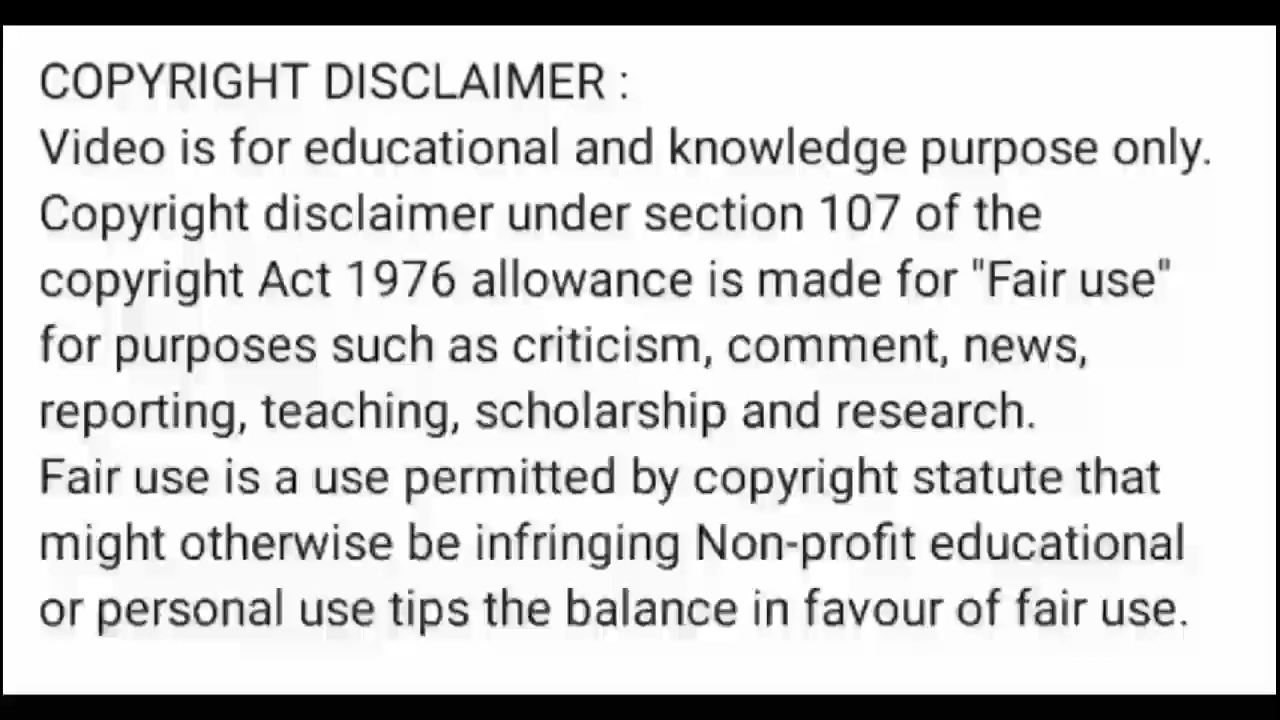 COPYRIGHT DISCLAIMER :
Video is for educational and knowledge purpose only.
Copyright disclaimer under section 107 of the
copyright Act 1976 allowance is made for "Fair use"
for purposes such as criticism, comment, news,
reporting, teaching, scholarship and research.
Fair use is a use permitted by copyright statute that
might otherwise be infringing Non-profit educational
or personal use tips the balance in favour of fair use.